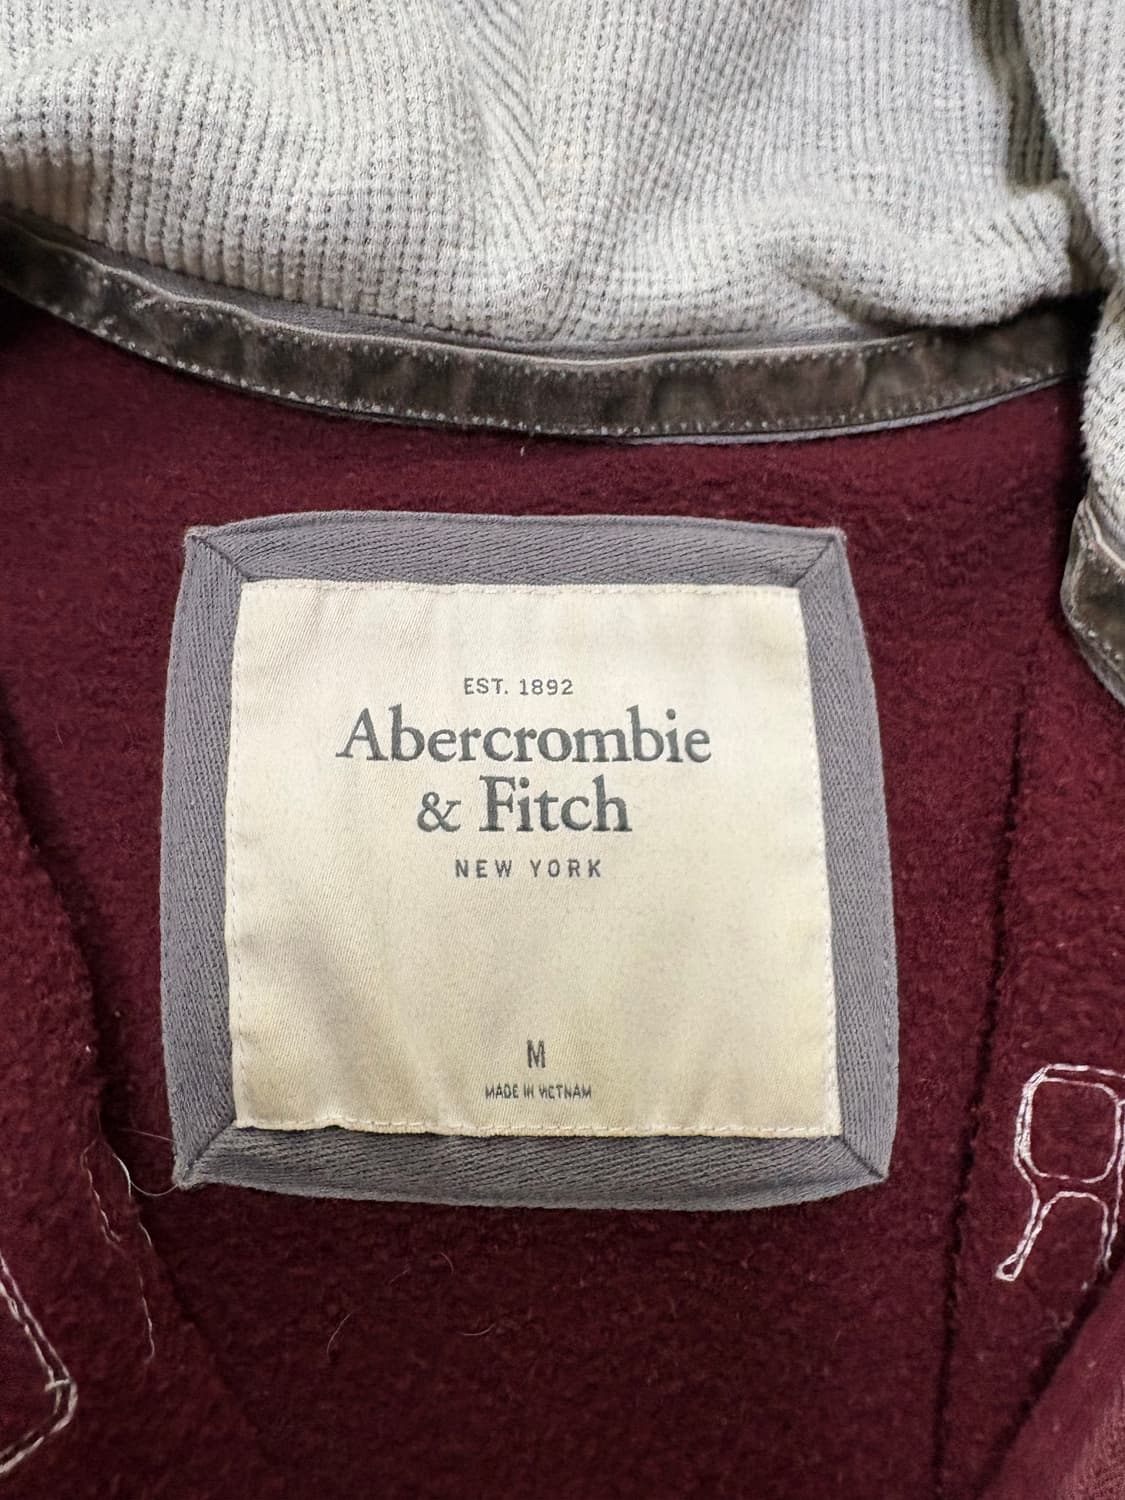 EST. 1892
Abercrombie
& Fitch
NEW YORK
M
MADE IN VIETNAM